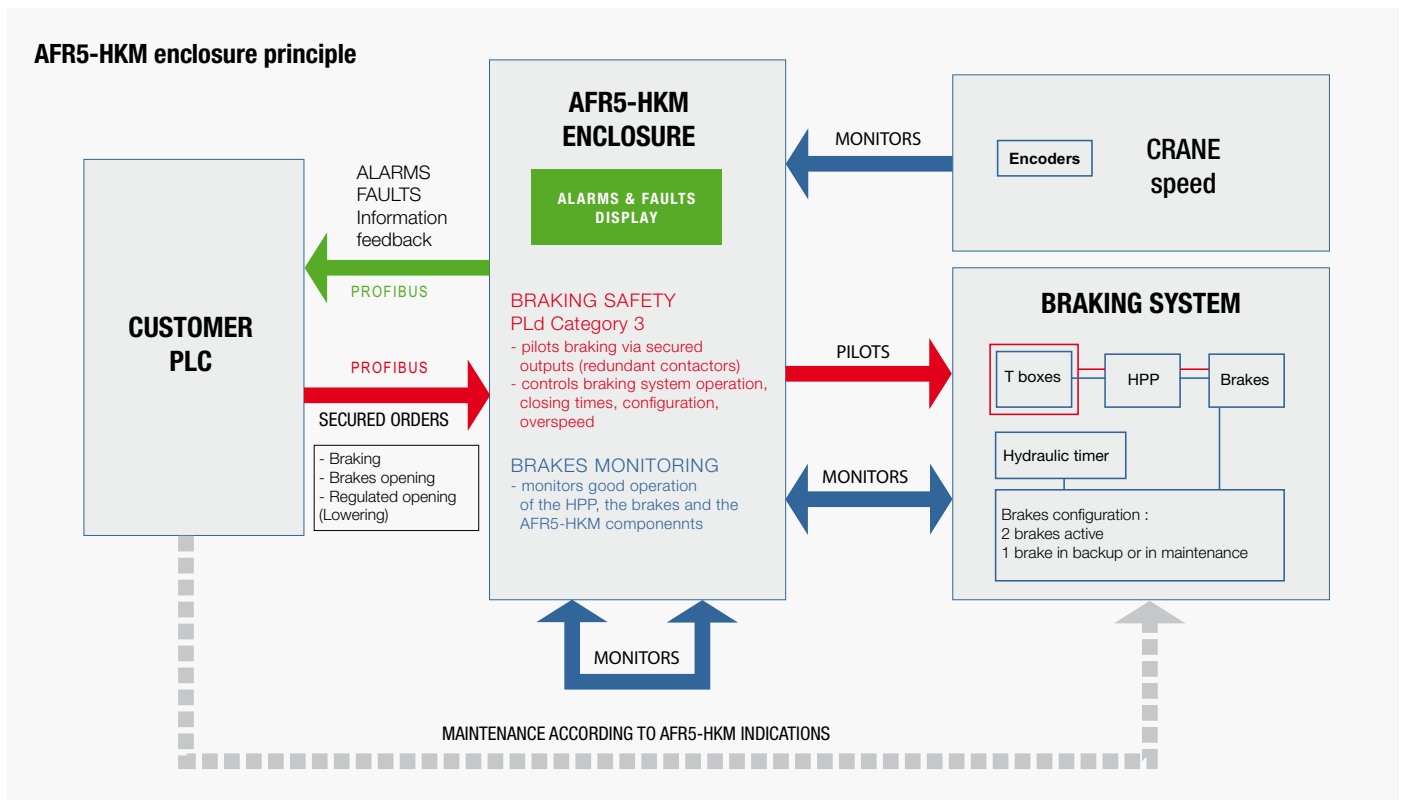 AFR5-HKM enclosure principle
CUSTOMER
PLC
ALARMS
FAULTS
Information
feedback
PROFIBUS
PROFIBUS
SECURED ORDERS
- Braking
- Brakes opening
- Regulated opening
(Lowering)
AFR5-HKM
ENCLOSURE
ALARMS & FAULTS
DISPLAY
BRAKING SAFETY
PLd Category 3
- pilots braking via secured
outputs (redundant contactors)
- controls braking system operation,
closing times, configuration,
overspeed
BRAKES MONITORING
- monitors good operation
of the HPP, the brakes and the
AFR5-HKM componennts
MONITORS
Encoders
CRANE
speed
PILOTS
MONITORS
BRAKING SYSTEM
T boxes
HPP
Brakes
Hydraulic timer
Brakes configuration :
2 brakes active
1 brake in backup or in maintenance
MONITORS
MAINTENANCE ACCORDING TO AFR5-HKM INDICATIONS